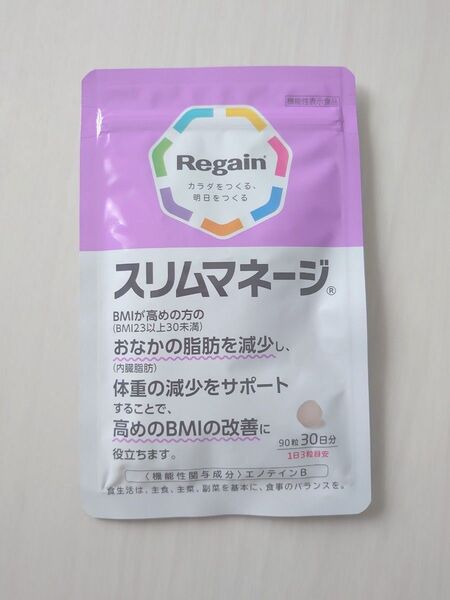 機能性表示食品
Regain®
カラダをつくる、
明日をつくる
スリムマネージ®
BMIが高めの方の
(BMI23以上30未満)
おなかの脂肪を減少し、
(内臓脂肪)
体重の減少をサポート
することで、
高めのBMIの改善に
役立ちます。
90粒 30日分
1日3粒目安
〈機能性関与成分〉エノテインB
食生活は、主食、主菜、副菜を基本に、食事のバランスを。